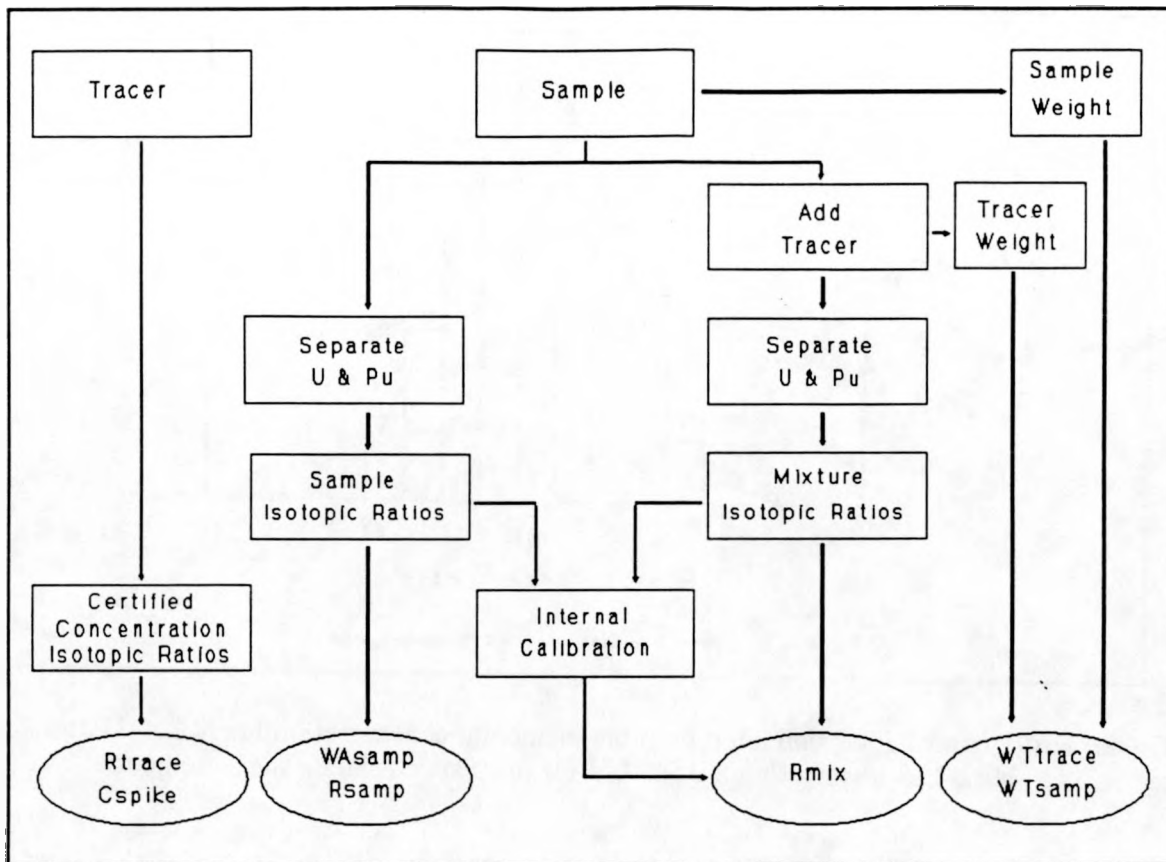 Tracer
Sample
Sample
Weight
Add
Tracer
Tracer
Weight
Separate
U & Pu
Separate
U & Pu
Sample
Isotopic Ratios
Mixture
Isotopic Ratios
Certified
Concentration
Isotopic Ratios
Internal
Calibration
Rtrace
Cspike
WAsamp
Rsamp
Rmix
WTtrace
WTsamp